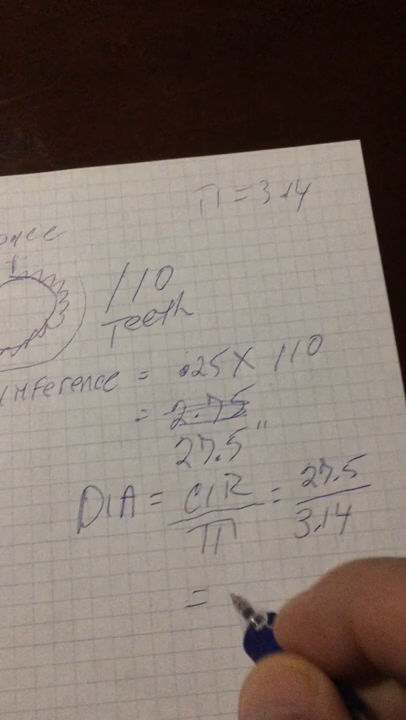 π = 3.14
110
Teeth
= .25 X 110
= 2.75
27.5"
DIA = CIR/π = 27.5/3.14
=